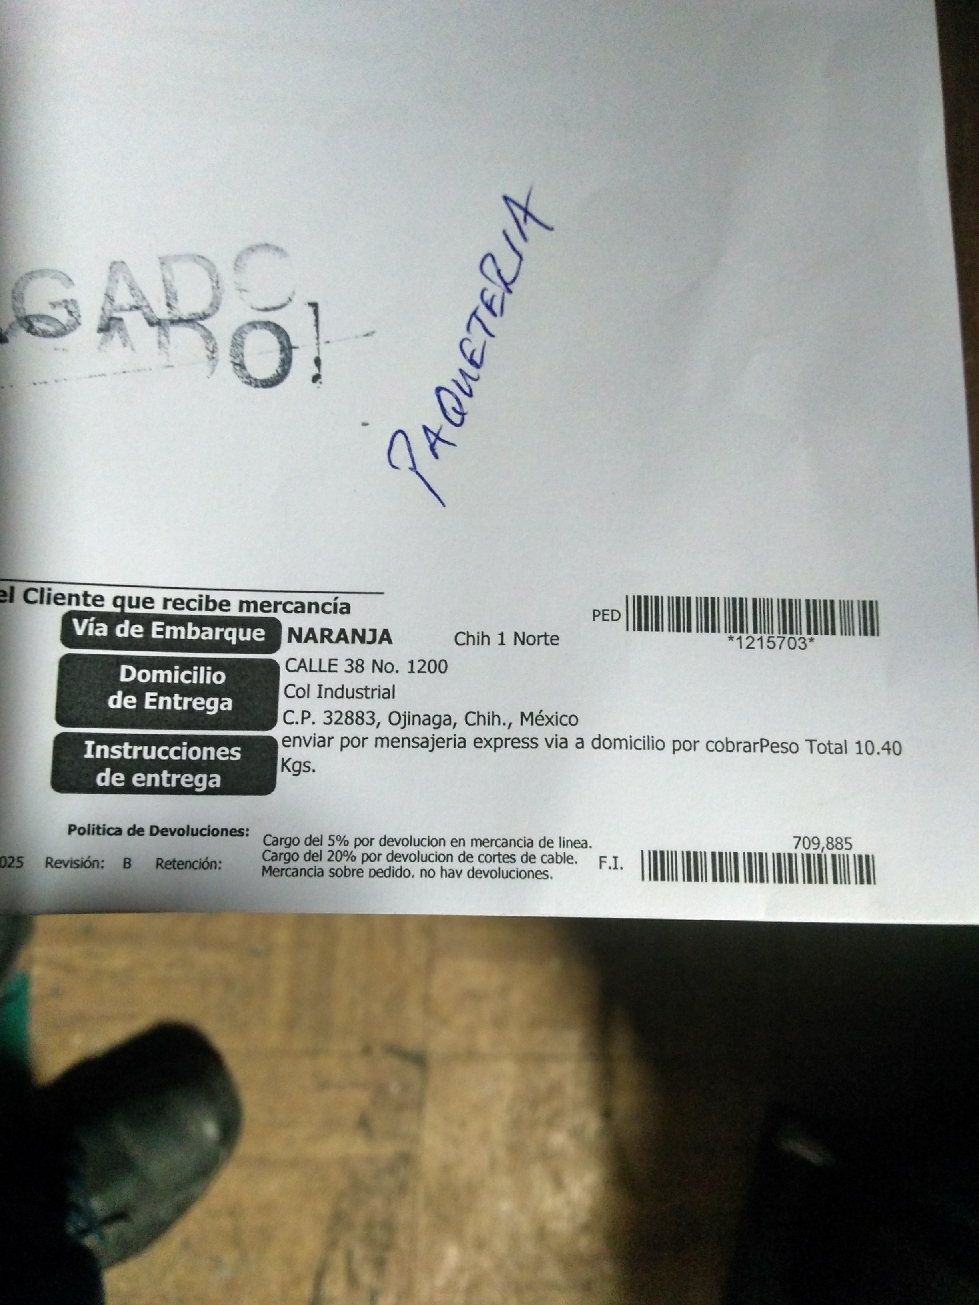 GADO
O!
PAQUETERIA
el Cliente que recibe mercancía
Vía de Embarque NARANJA Chih 1 Norte
PED
*1215703*
Domicilio de Entrega
CALLE 38 No. 1200
Col Industrial
C.P. 32883, Ojinaga, Chih., México
Instrucciones de entrega
enviar por mensajeria express via a domicilio por cobrarPeso Total 10.40
Kgs.
Politica de Devoluciones:
Cargo del 5% por devolucion en mercancia de linea.
Cargo del 20% por devolucion de cortes de cable.
Mercancia sobre pedido, no hay devoluciones.
025 Revisión: B Retención:
F.I.
709,885